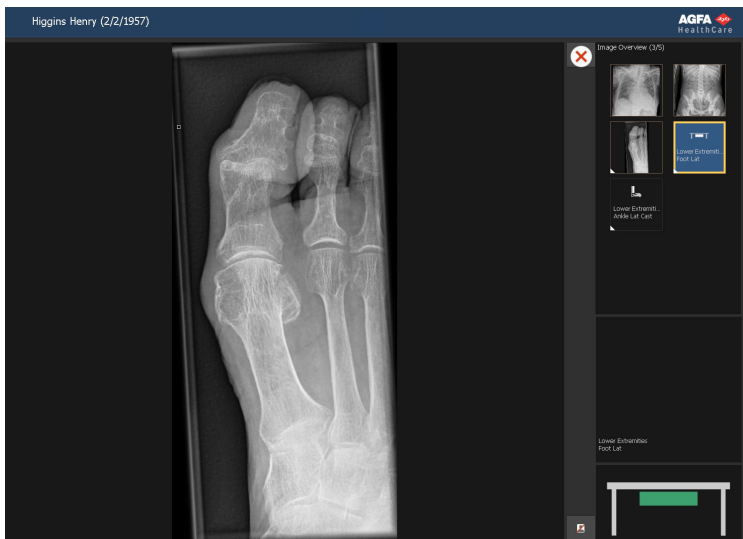 Higgins Henry (2/2/1957)
AGFA
HealthCare
Image Overview (3/5)
Lower Extremiti...
Foot Lat
Lower Extremiti...
Ankle Lat Cast
Lower Extremities
Foot Lat